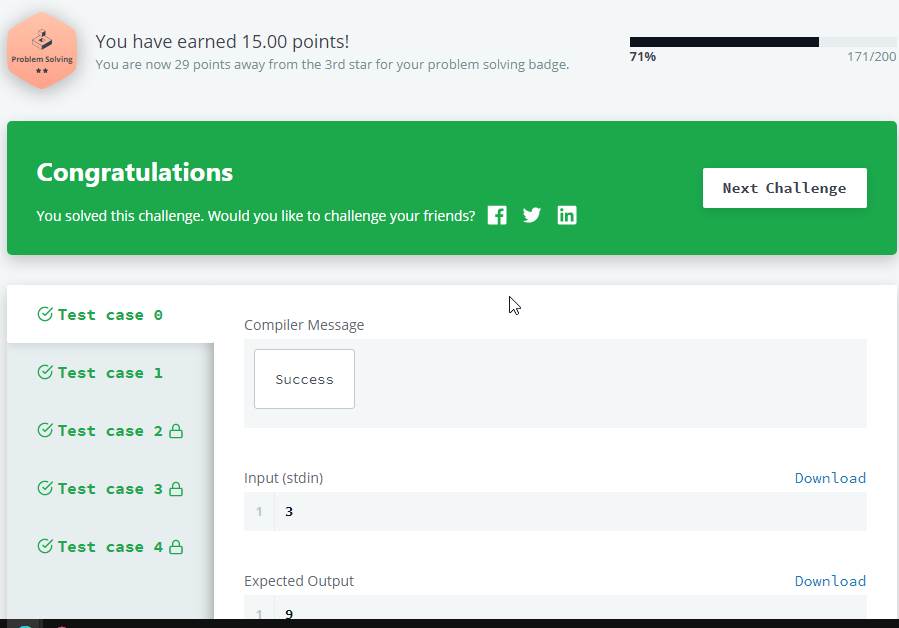 Problem Solving
You have earned 15.00 points!
You are now 29 points away from the 3rd star for your problem solving badge.
71%
171/200
Congratulations
You solved this challenge. Would you like to challenge your friends?
Next Challenge
Test case 0
Test case 1
Test case 2
Test case 3
Test case 4
Compiler Message
Success
Input (stdin)
Download
1 3
Expected Output
Download
1 9